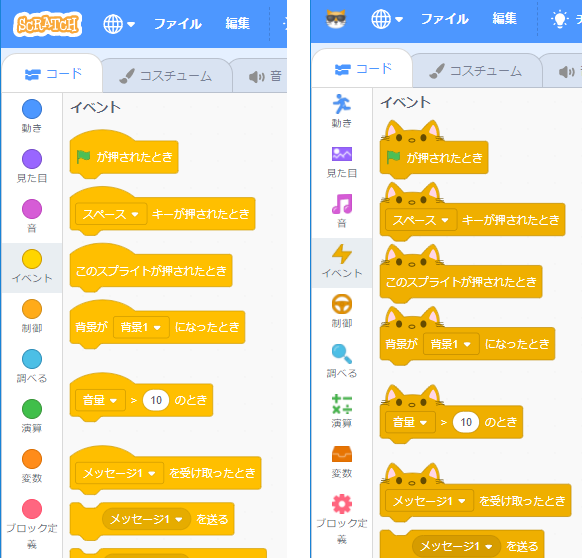 SCRATCH
ファイル
編集
コード
コスチューム
音
動き
見た目
音
イベント
制御
調べる
演算
変数
ブロック定
義
イベント
が押されたとき
スペース キーが押されたとき
このスプライトが押されたとき
背景が 背景1 になったとき
音量 > 10 のとき
メッセージ1 を受け取ったとき
メッセージ1 を送る
ファイル
編集
コード
コスチューム
動き
見た目
音
イベント
制御
調べる
演算
変数
ブロック定
義
イベント
が押されたとき
スペース キーが押されたとき
このスプライトが押されたとき
背景が 背景1 になったとき
音量 > 10 のとき
メッセージ1 を受け取ったとき
メッセージ1 を送る